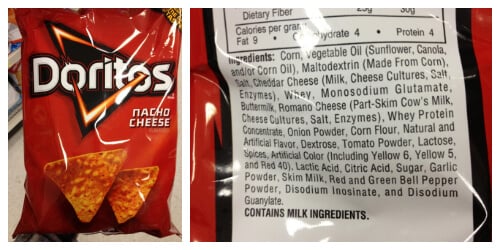 Doritos
NACHO
CHEESE
Dietary Fiber 25g 30g
Calories per gram:
Fat 9 • Carbohydrate 4 • Protein 4
Ingredients: Corn, Vegetable Oil (Sunflower, Canola,
and/or Corn Oil), Maltodextrin (Made From Corn),
Salt, Cheddar Cheese (Milk, Cheese Cultures, Salt,
Enzymes), Whey, Monosodium Glutamate,
Buttermilk, Romano Cheese (Part-Skim Cow's Milk,
Cheese Cultures, Salt, Enzymes), Whey Protein
Concentrate, Onion Powder, Corn Flour, Natural and
Artificial Flavor, Dextrose, Tomato Powder, Lactose,
Spices, Artificial Color (Including Yellow 6, Yellow 5,
and Red 40), Lactic Acid, Citric Acid, Sugar, Garlic
Powder, Skim Milk, Red and Green Bell Pepper
Powder, Disodium Inosinate, and Disodium
Guanylate.
CONTAINS MILK INGREDIENTS.